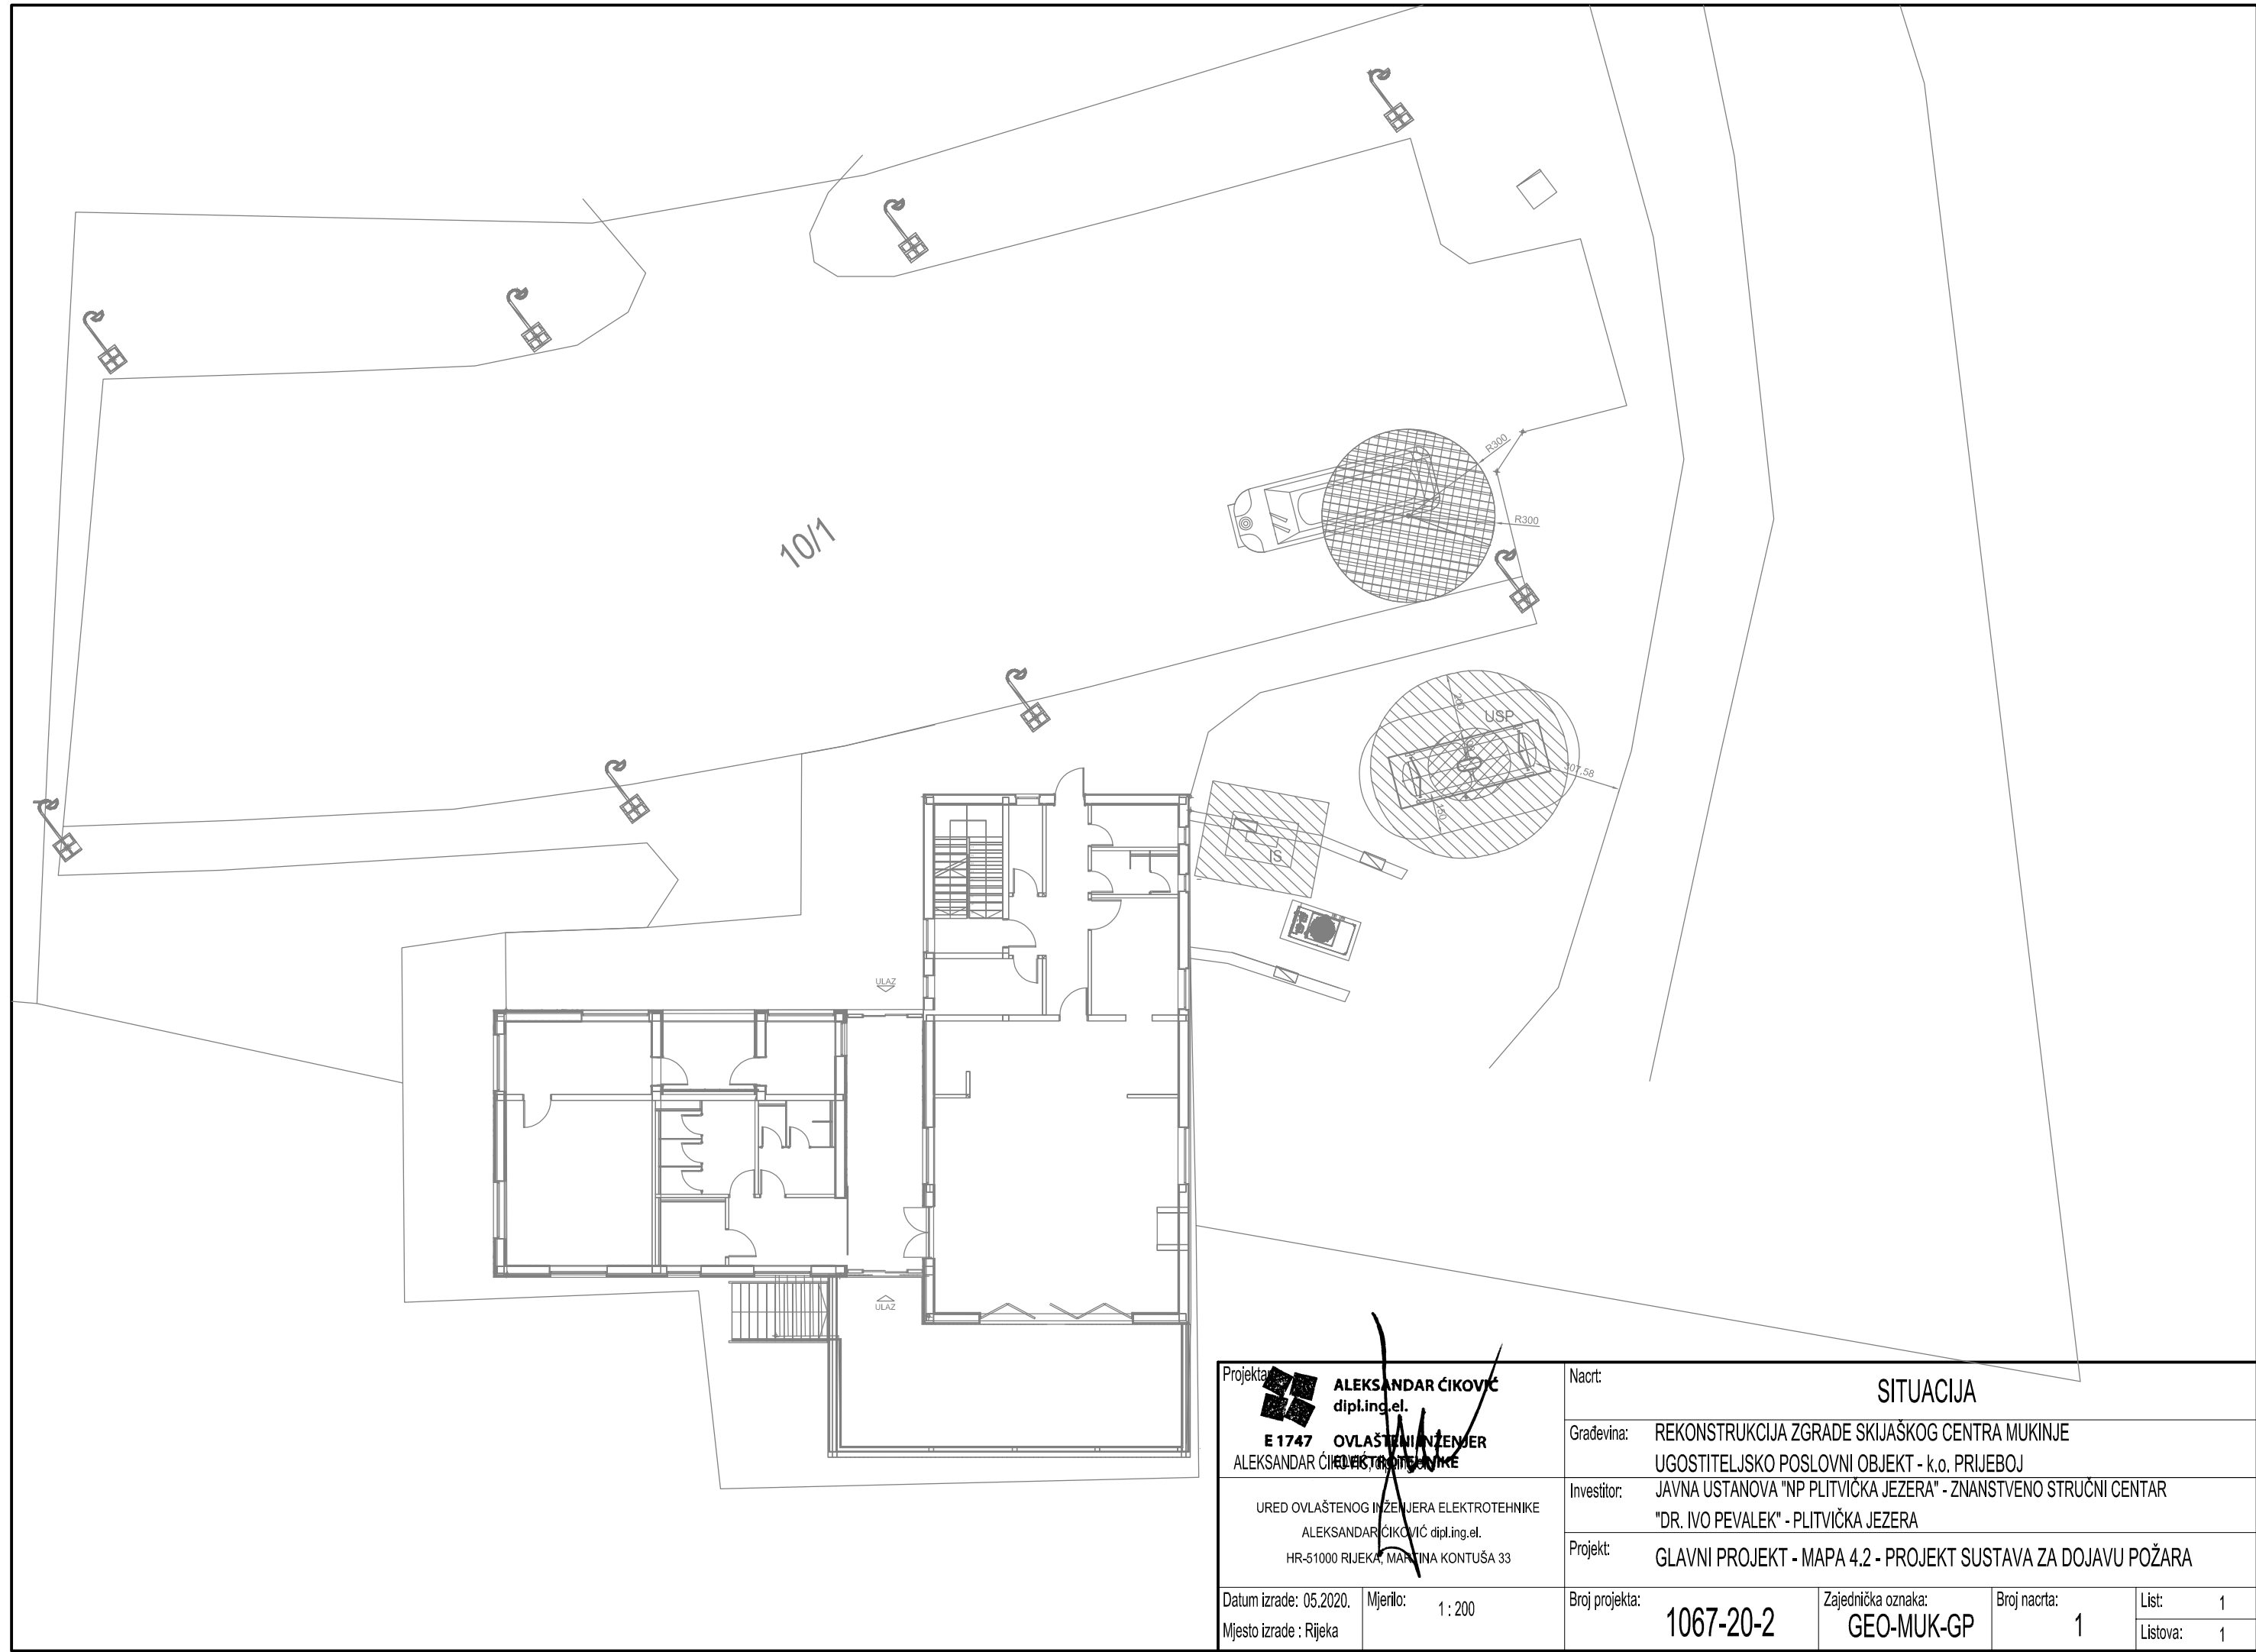 R300
R300
10/1
200
USP
307,58
150
IS
ULAZ
ULAZ
ALEKSANDAR ĆIKOVIĆ
dipl.ing.el.
E 1747 OVLAŠTENI INŽENJER
ELEKTROTEHNIKE
ALEKSANDAR ĆIKOVIĆ,
URED OVLAŠTENOG INŽENJERA ELEKTROTEHNIKE
ALEKSANDAR ĆIKOVIĆ dipl.ing.el.
HR-51000 RIJEKA, MARTINA KONTUŠA 33
Datum izrade: 05.2020.
Mjesto izrade : Rijeka
Mjerilo: 1 : 200
Nacrt: SITUACIJA
Građevina: REKONSTRUKCIJA ZGRADE SKIJAŠKOG CENTRA MUKINJE
UGOSTITELJSKO POSLOVNI OBJEKT - k.o. PRIJEBOJ
Investitor: JAVNA USTANOVA "NP PLITVIČKA JEZERA" - ZNANSTVENO STRUČNI CENTAR
"DR. IVO PEVALEK" - PLITVIČKA JEZERA
Projekt: GLAVNI PROJEKT - MAPA 4.2 - PROJEKT SUSTAVA ZA DOJAVU POŽARA
Broj projekta: 1067-20-2
Zajednička oznaka: GEO-MUK-GP
Broj nacrta: 1
List: 1
Listova: 1